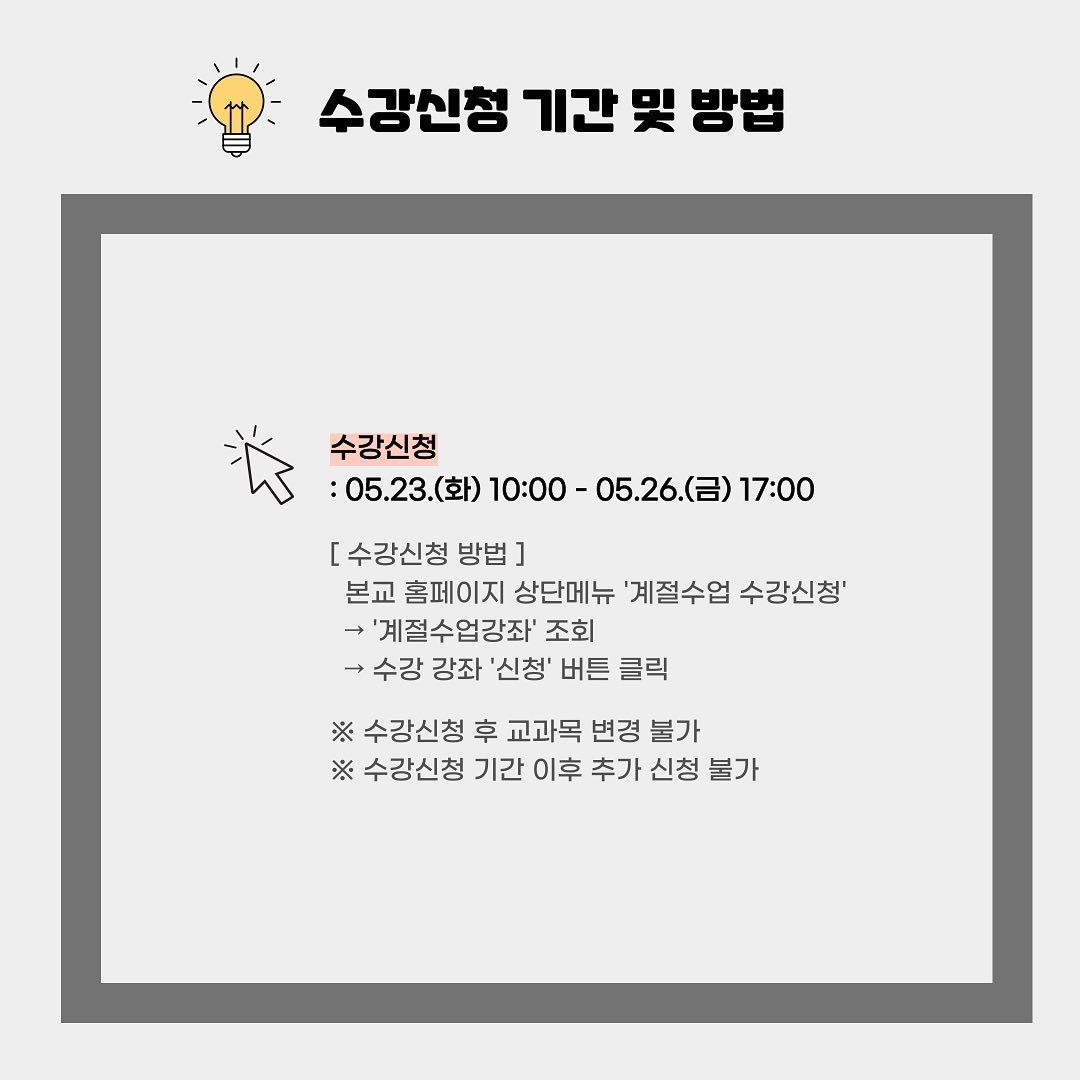 수강신청 기간 및 방법
수강신청
: 05.23.(화) 10:00 - 05.26.(금) 17:00
[ 수강신청 방법 ]
본교 홈페이지 상단메뉴 '계절수업 수강신청'
→ '계절수업강좌' 조회
→ 수강 강좌 '신청' 버튼 클릭
※ 수강신청 후 교과목 변경 불가
※ 수강신청 기간 이후 추가 신청 불가